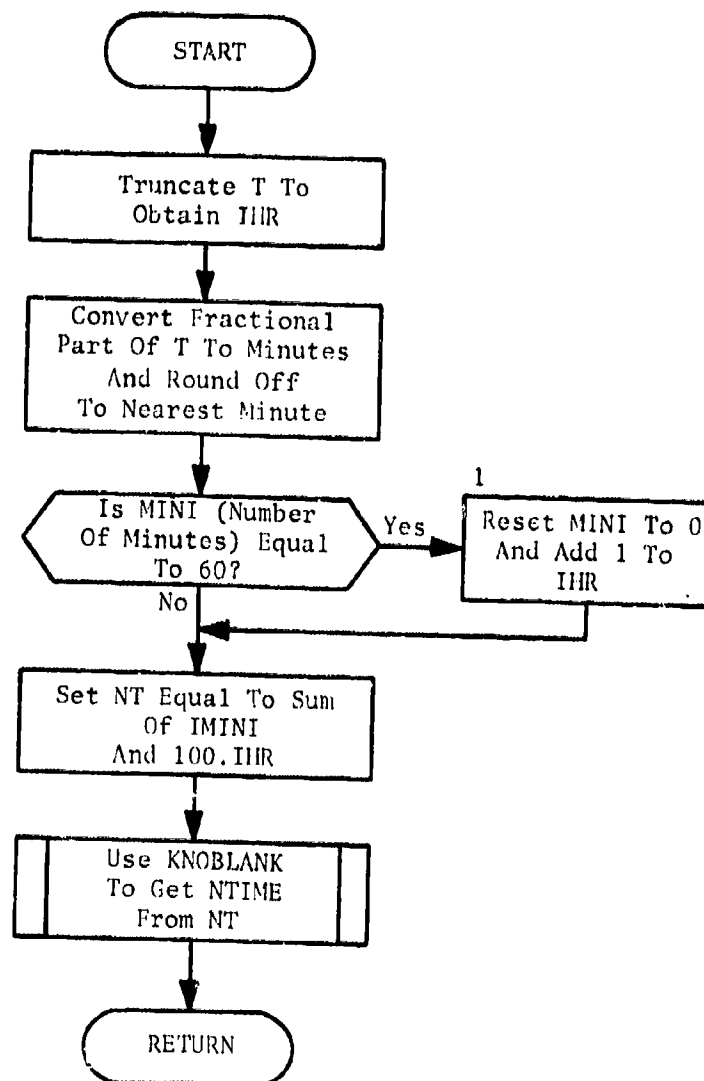 START
Truncate T To
Obtain IHR
Convert Fractional
Part Of T To Minutes
And Round Off
To Nearest Minute
Is MINI (Number
Of Minutes) Equal
To 60?
Yes
No
1
Reset MINI To 0
And Add 1 To
IHR
Set NT Equal To Sum
Of IMINI
And 100.IHR
Use KNOBLANK
To Get NTIME
From NT
RETURN